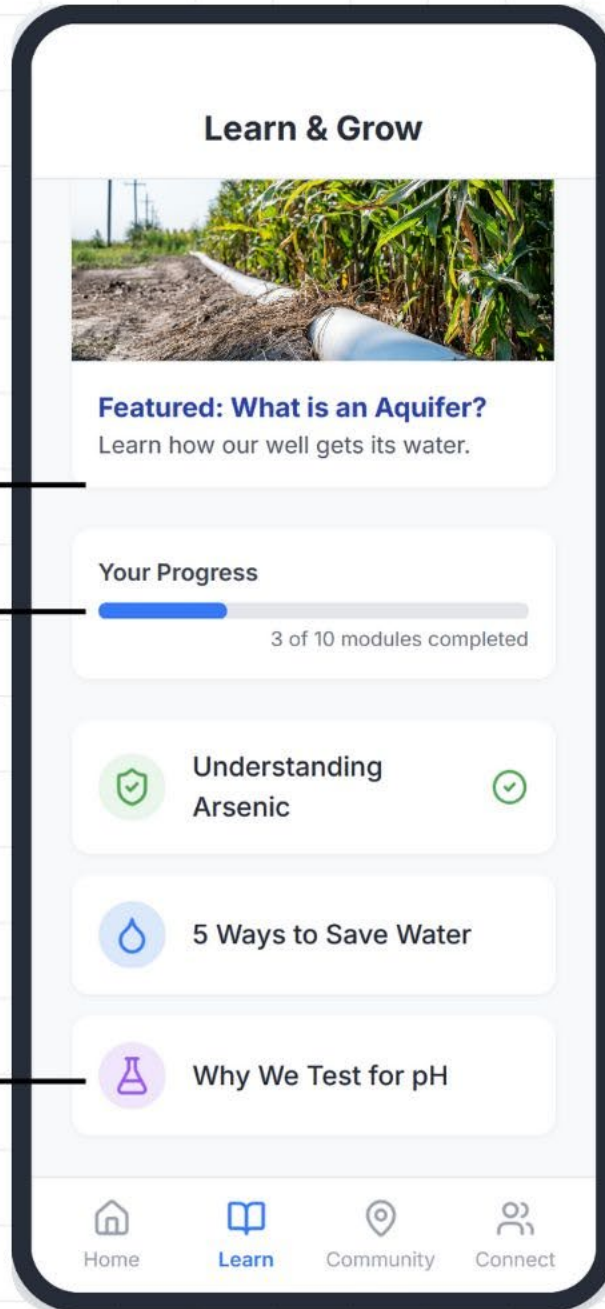 Learn & Grow
Featured: What is an Aquifer?
Learn how our well gets its water.
Your Progress
3 of 10 modules completed
Understanding
Arsenic
5 Ways to Save Water
Why We Test for pH
Home
Learn
Community
Connect